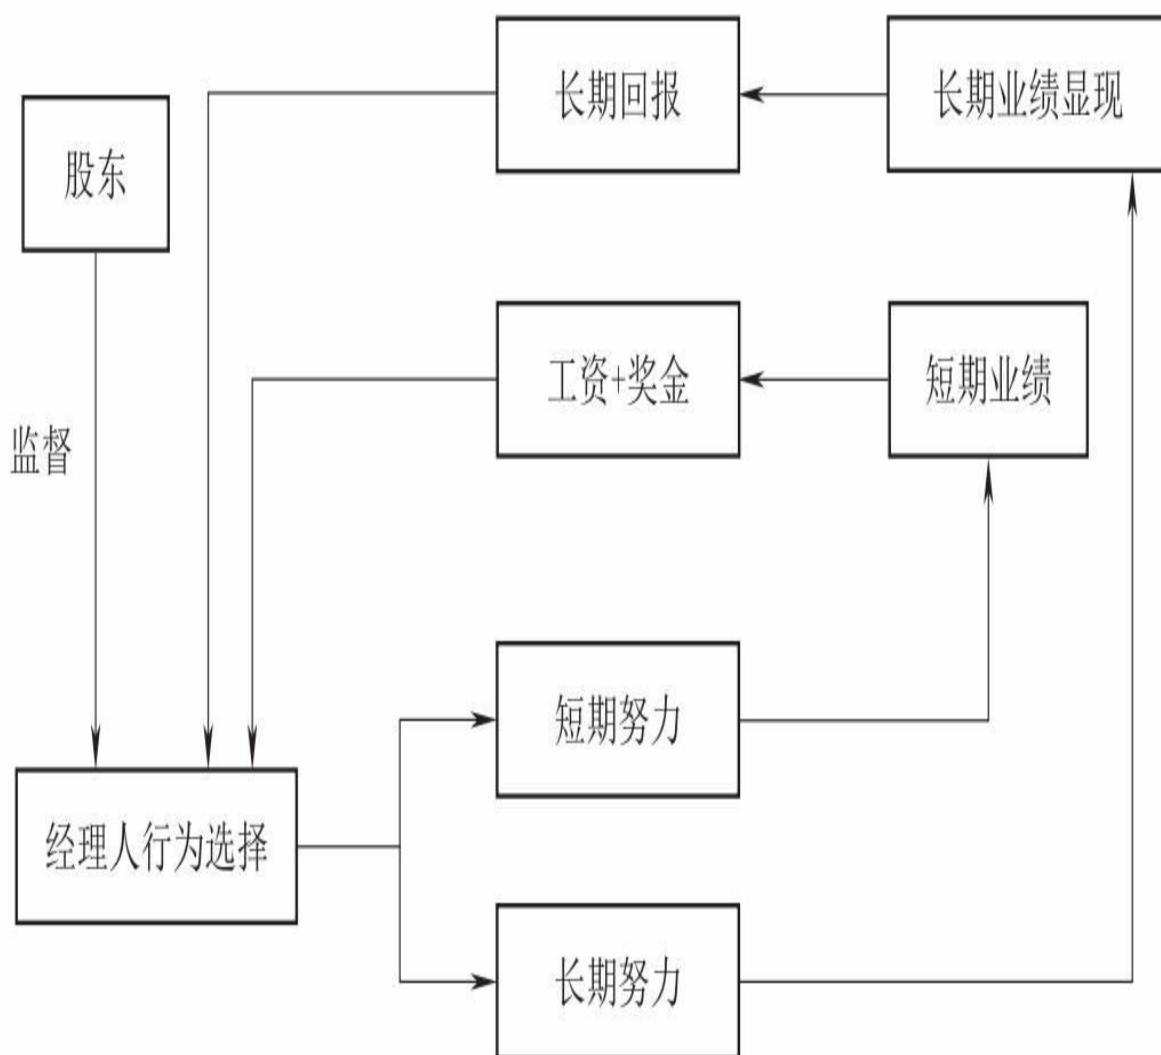 长期回报
长期业绩显现
股东
工资+奖金
短期业绩
监督
短期努力
经理人行为选择
长期努力